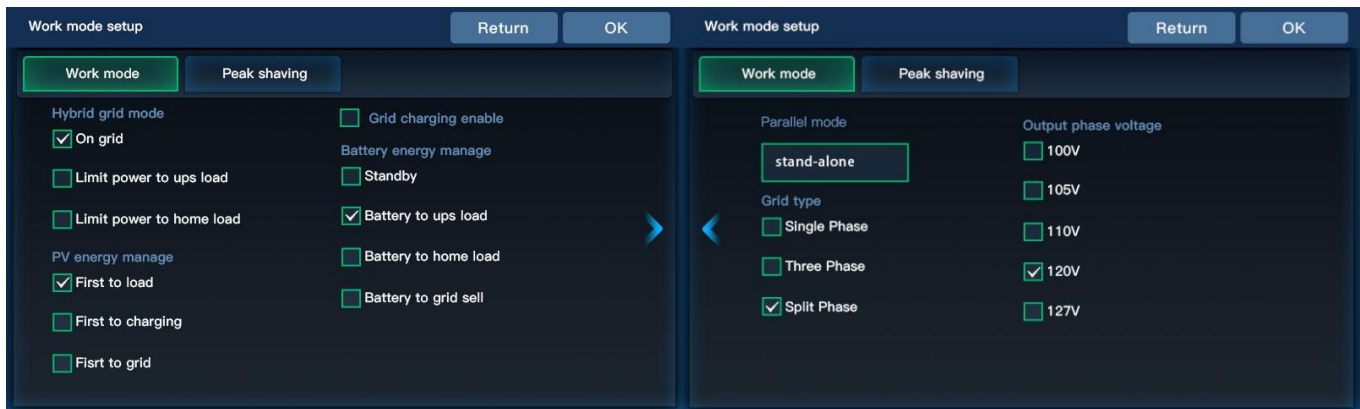 Work mode setup
Return
OK
Work mode
Peak shaving
Hybrid grid mode
On grid
Limit power to ups load
Limit power to home load
PV energy manage
First to load
First to charging
Fisrt to grid
Grid charging enable
Battery energy manage
Standby
Battery to ups load
Battery to home load
Battery to grid sell
Work mode setup
Return
OK
Work mode
Peak shaving
Parallel mode
stand-alone
Grid type
Single Phase
Three Phase
Split Phase
Output phase voltage
100V
105V
110V
120V
127V